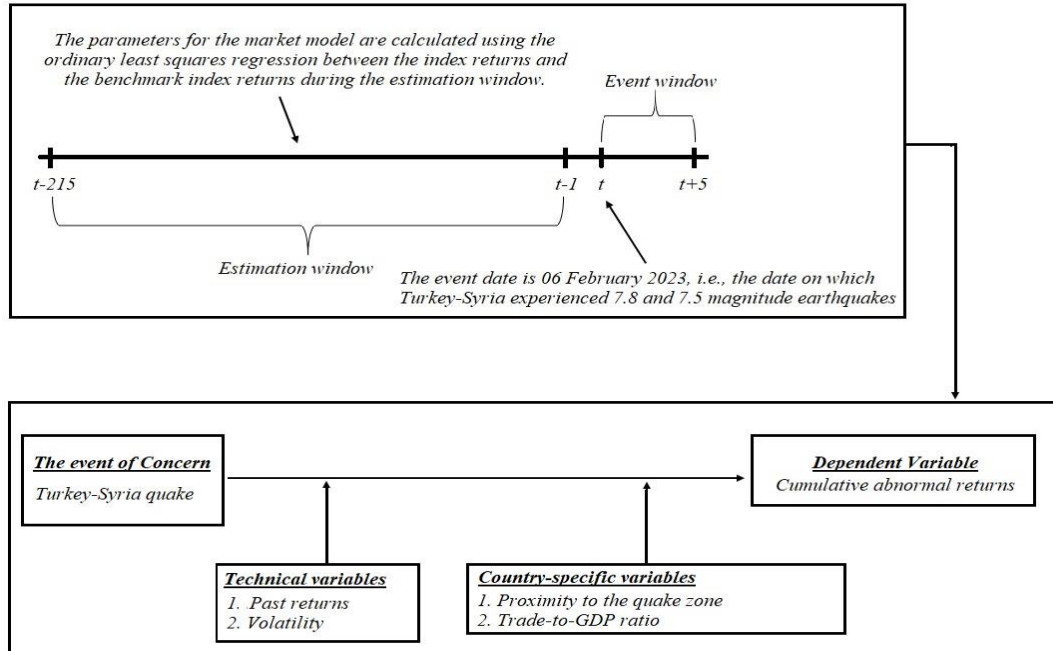 The parameters for the market model are calculated using the
ordinary least squares regression between the index returns and
the benchmark index returns during the estimation window.
Event window
t-215
t-1
t
t+5
Estimation window
The event date is 06 February 2023, i.e., the date on which
Turkey-Syria experienced 7.8 and 7.5 magnitude earthquakes
The event of Concern
Turkey-Syria quake
Dependent Variable
Cumulative abnormal returns
Technical variables
1. Past returns
2. Volatility
Country-specific variables
1. Proximity to the quake zone
2. Trade-to-GDP ratio